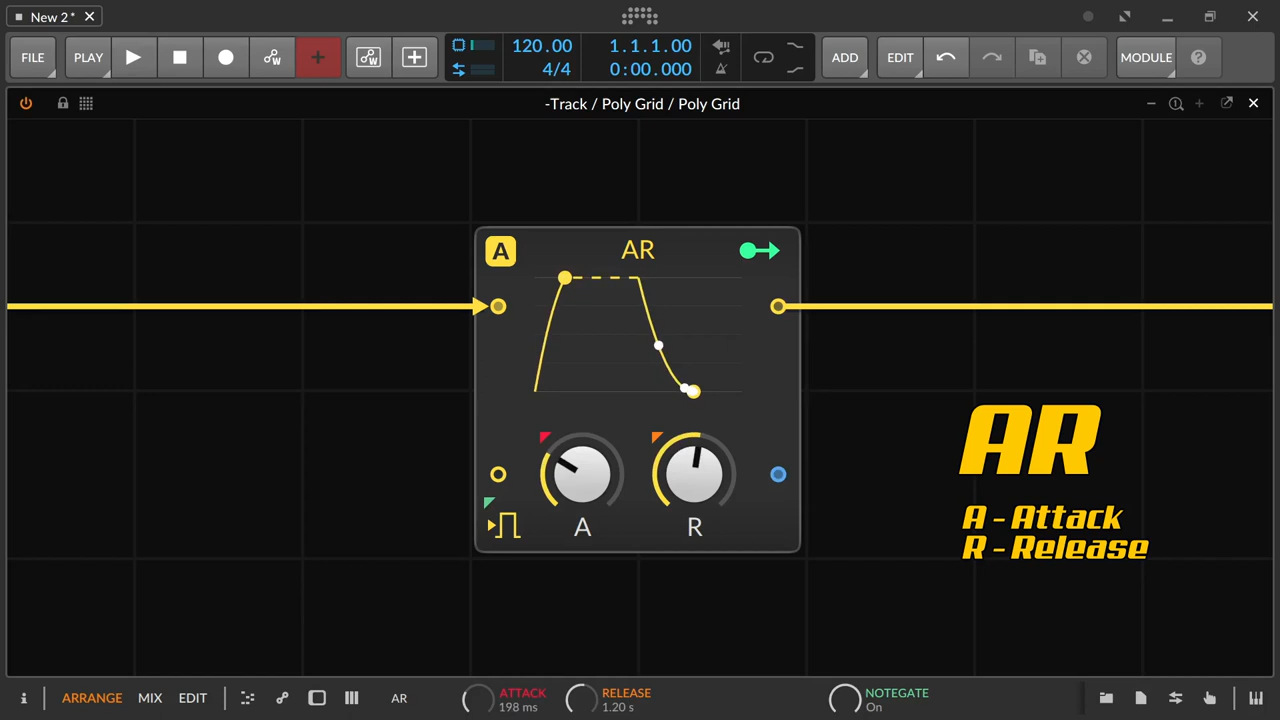 New 2*
FILE
PLAY
120.00
4/4
1.1.1.00
0:00.000
ADD
EDIT
MODULE
?
-Track / Poly Grid / Poly Grid
A
AR
A
R
AR
A - Attack
R - Release
i
ARRANGE
MIX
EDIT
AR
ATTACK
198 ms
RELEASE
1.20 s
NOTEGATE
On